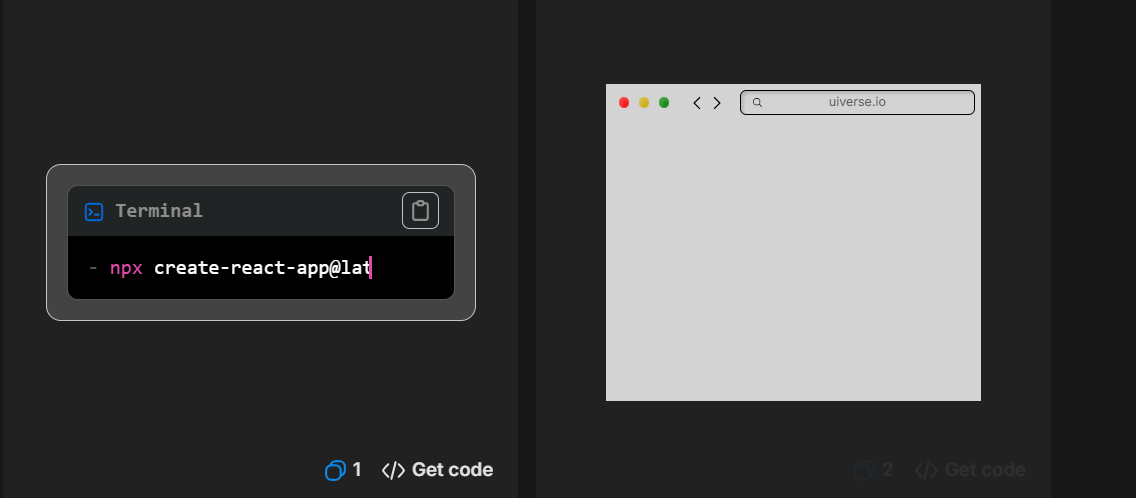 Terminal
- npx create-react-app@lat
1 </> Get code
uiverse.io
2 </> Get code